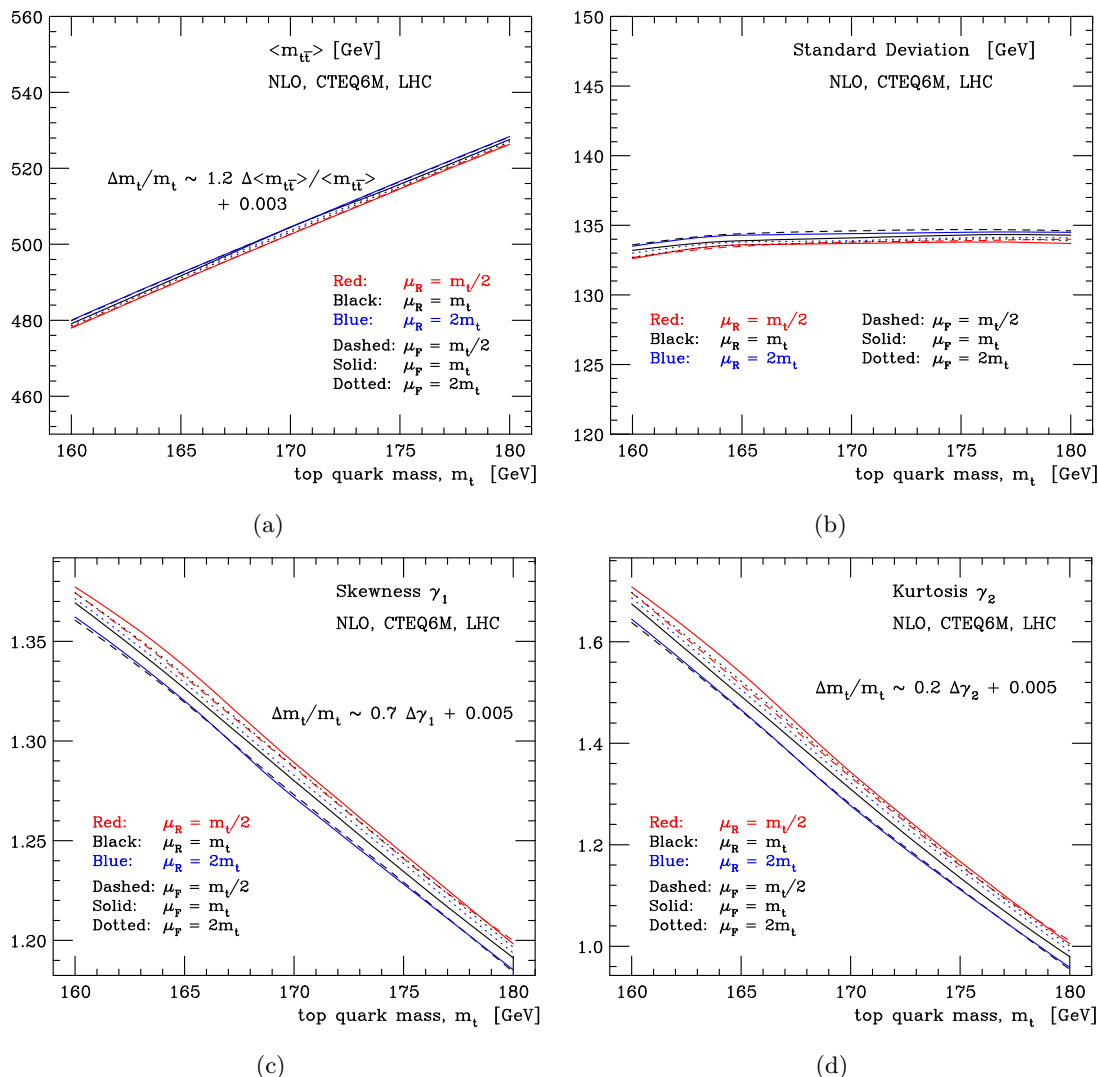 560
540
520
500
480
460
<m_tt̅> [GeV]
NLO, CTEQ6M, LHC
Δm_t/m_t ~ 1.2 Δ<m_tt̅>/<m_tt̅>
+ 0.003
Red: μ_R = m_t/2
Black: μ_R = m_t
Blue: μ_R = 2m_t
Dashed: μ_F = m_t/2
Solid: μ_F = m_t
Dotted: μ_F = 2m_t
160 165 170 175 180
top quark mass, m_t [GeV]
(a)
150
145
140
135
130
125
120
Standard Deviation [GeV]
NLO, CTEQ6M, LHC
Red: μ_R = m_t/2 Dashed: μ_F = m_t/2
Black: μ_R = m_t Solid: μ_F = m_t
Blue: μ_R = 2m_t Dotted: μ_F = 2m_t
160 165 170 175 180
top quark mass, m_t [GeV]
(b)
1.35
1.30
1.25
1.20
Skewness γ_1
NLO, CTEQ6M, LHC
Δm_t/m_t ~ 0.7 Δγ_1 + 0.005
Red: μ_R = m_t/2
Black: μ_R = m_t
Blue: μ_R = 2m_t
Dashed: μ_F = m_t/2
Solid: μ_F = m_t
Dotted: μ_F = 2m_t
160 165 170 175 180
top quark mass, m_t [GeV]
(c)
1.6
1.4
1.2
1.0
Kurtosis γ_2
NLO, CTEQ6M, LHC
Δm_t/m_t ~ 0.2 Δγ_2 + 0.005
Red: μ_R = m_t/2
Black: μ_R = m_t
Blue: μ_R = 2m_t
Dashed: μ_F = m_t/2
Solid: μ_F = m_t
Dotted: μ_F = 2m_t
160 165 170 175 180
top quark mass, m_t [GeV]
(d)